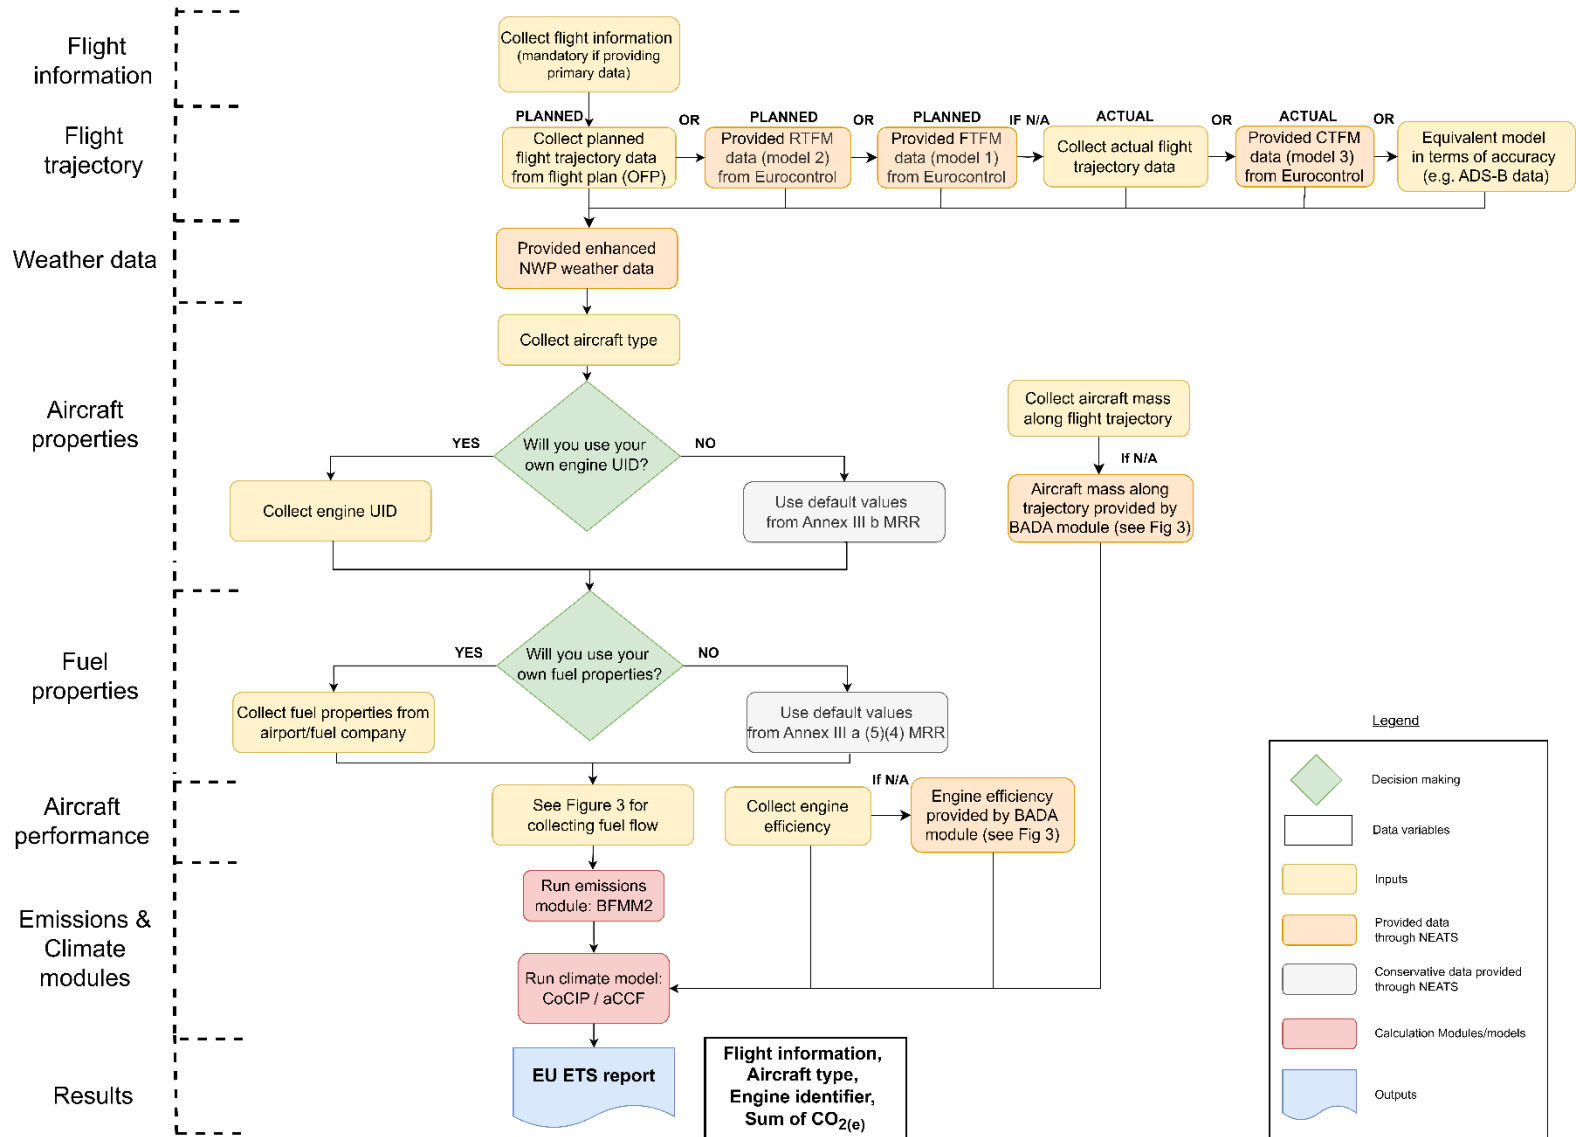 Flight
information
Collect flight information
(mandatory if providing
primary data)
Flight
trajectory
PLANNED
Collect planned
flight trajectory data
from flight plan (OFP)
OR
PLANNED
Provided RTFM
data (model 2)
from Eurocontrol
OR
PLANNED
Provided FTFM
data (model 1)
from Eurocontrol
IF N/A
ACTUAL
Collect actual flight
trajectory data
OR
ACTUAL
Provided CTFM
data (model 3)
from Eurocontrol
OR
Equivalent model
in terms of accuracy
(e.g. ADS-B data)
Weather data
Provided enhanced
NWP weather data
Aircraft
properties
Collect aircraft type
Will you use your
own engine UID?
YES
NO
Collect engine UID
Use default values
from Annex III b MRR
Collect aircraft mass
along flight trajectory
If N/A
Aircraft mass along
trajectory provided by
BADA module (see Fig 3)
Fuel
properties
Will you use your
own fuel properties?
YES
NO
Collect fuel properties from
airport/fuel company
Use default values
from Annex III a (5)(4) MRR
Aircraft
performance
See Figure 3 for
collecting fuel flow
Collect engine
efficiency
If N/A
Engine efficiency
provided by BADA
module (see Fig 3)
Emissions &
Climate
modules
Run emissions
module: BFMM2
Run climate model:
CoCIP / aCCF
Results
EU ETS report
Flight information,
Aircraft type,
Engine identifier,
Sum of CO2(e)
Legend
Decision making
Data variables
Inputs
Provided data
through NEATS
Conservative data provided
through NEATS
Calculation Modules/models
Outputs